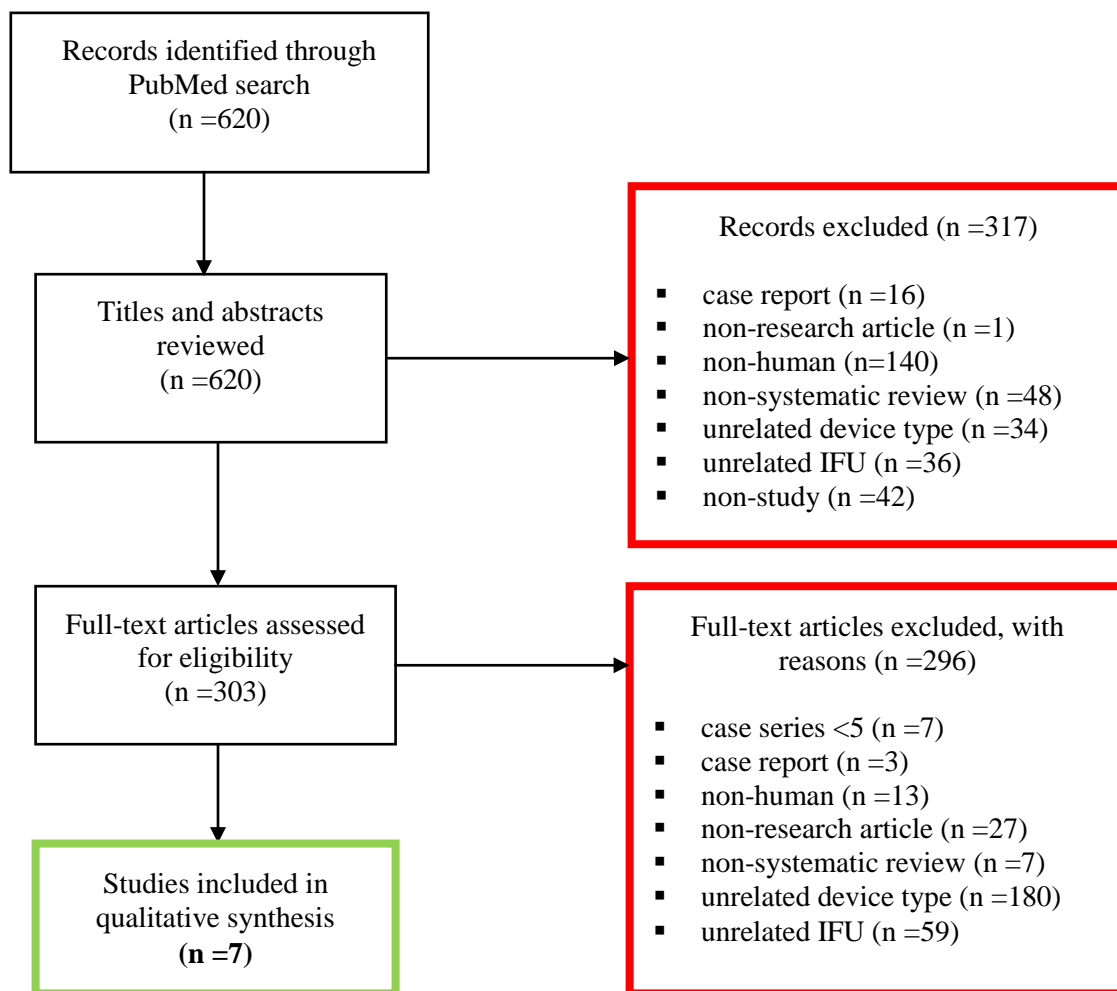 Records identified through
PubMed search
(n =620)
Titles and abstracts
reviewed
(n =620)
Records excluded (n =317)
▪ case report (n =16)
▪ non-research article (n =1)
▪ non-human (n=140)
▪ non-systematic review (n =48)
▪ unrelated device type (n =34)
▪ unrelated IFU (n =36)
▪ non-study (n =42)
Full-text articles assessed
for eligibility
(n =303)
Full-text articles excluded, with
reasons (n =296)
▪ case series <5 (n =7)
▪ case report (n =3)
▪ non-human (n =13)
▪ non-research article (n =27)
▪ non-systematic review (n =7)
▪ unrelated device type (n =180)
▪ unrelated IFU (n =59)
Studies included in
qualitative synthesis
(n =7)